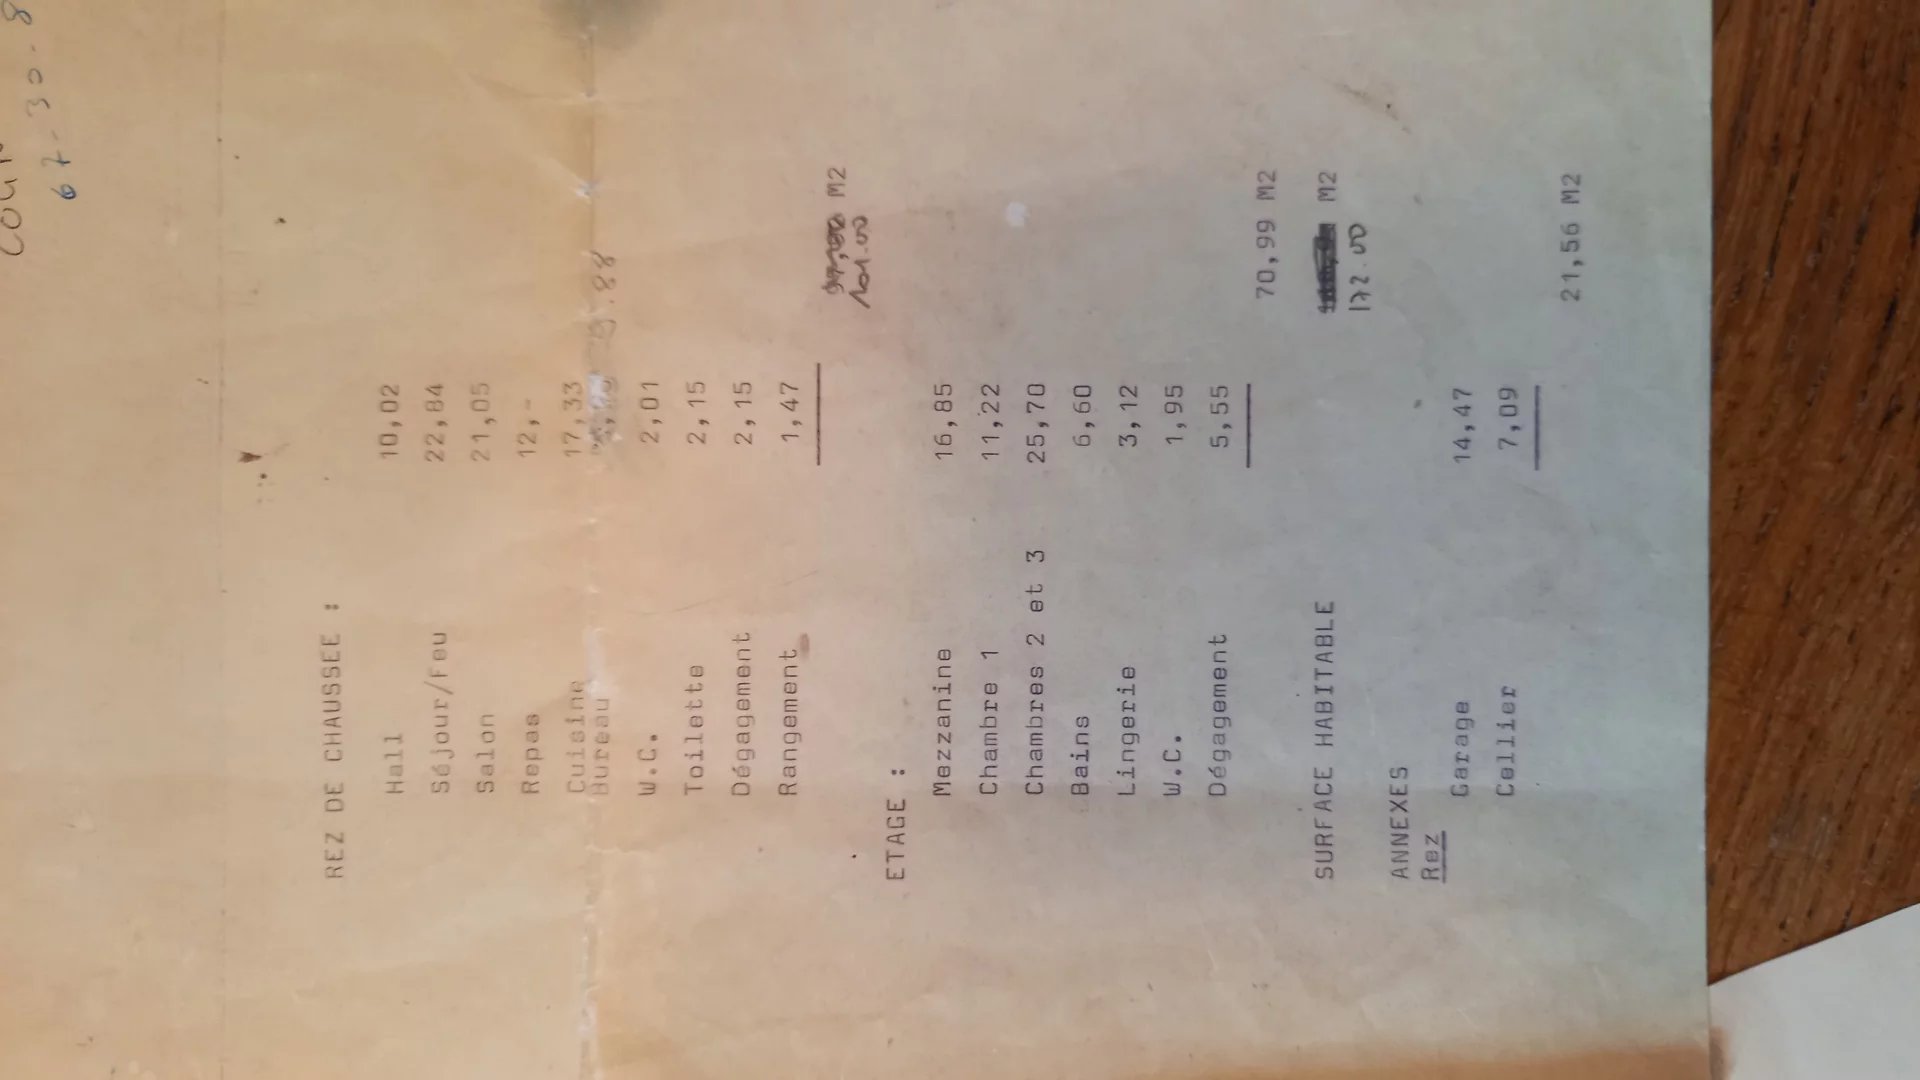 67-30.8
REZ DE CHAUSSEE :
Hall 10,02
Séjour/Feu 22,84
Salon 21,05
Repas 12,-
Cuisine 17,33
Bureau 9.88
W.C. 2,01
Toilette 2,15
Dégagement 2,15
Rangement 1,47
M2
101.00
ETAGE :
Mezzanine 16,85
Chambre 1 11,22
Chambres 2 et 3 25,70
Bains 6,60
Lingerie 3,12
W.C. 1,95
Dégagement 5,55
70,99 M2
SURFACE HABITABLE M2
172.00
ANNEXES
Rez
Garage 14,47
Cellier 7,09
21,56 M2